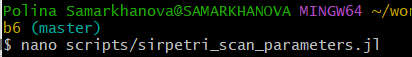 Polina Samarkhanova@SAMARKHANOVA MINGW64 ~/wor
b6 (master)
$ nano scripts/sirpetri_scan_parameters.jl